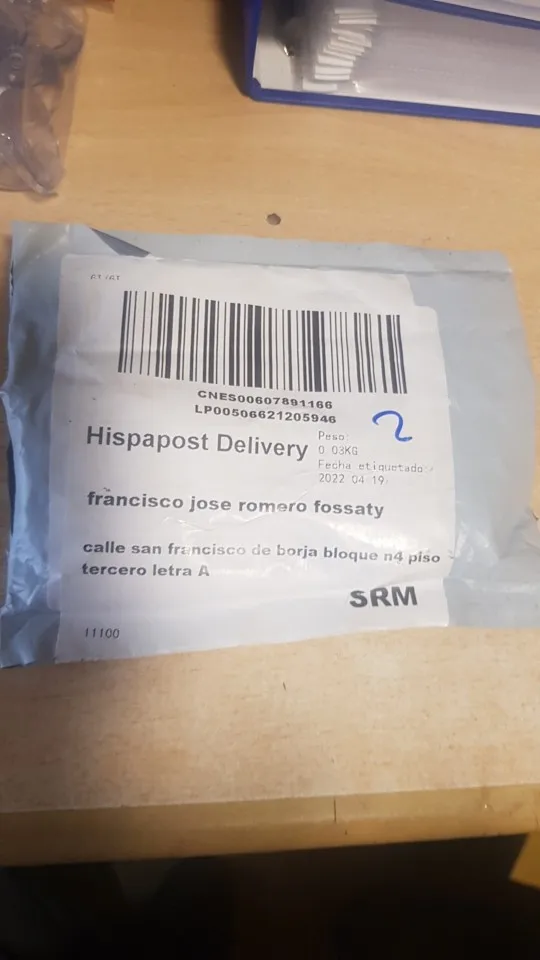 CNES00607891166
LP00506621205946
2
Hispapost Delivery
Peso:
0.03KG
Fecha etiquetado:
2022 04 19
francisco jose romero fossaty
calle san francisco de borja bloque n4 piso
tercero letra A
SRM
11100